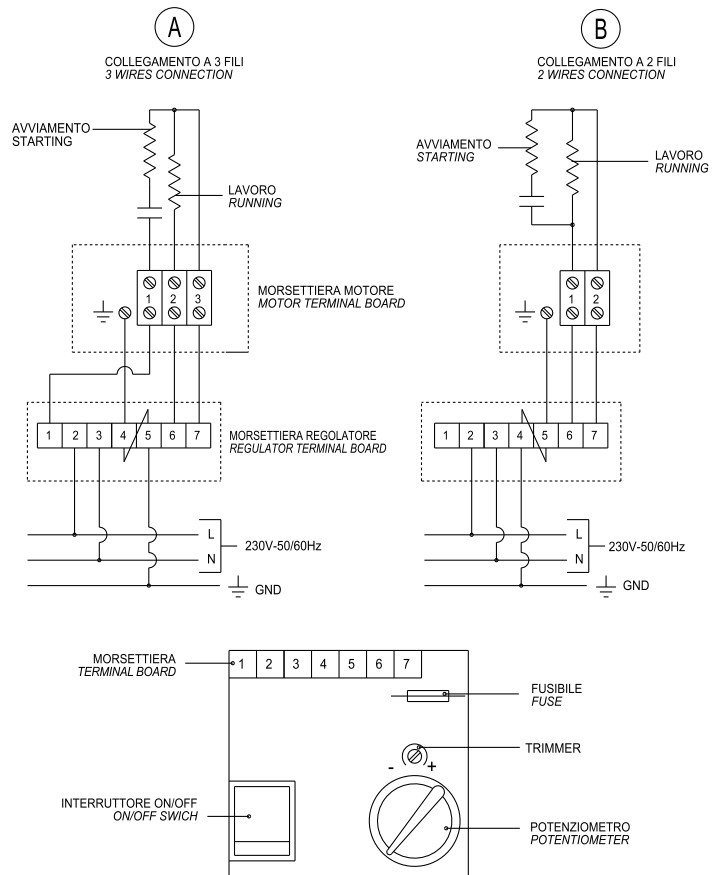 A
COLLEGAMENTO A 3 FILI
3 WIRES CONNECTION
AVVIAMENTO
STARTING
LAVORO
RUNNING
1 2 3
MORSETTIERA MOTORE
MOTOR TERMINAL BOARD
1 2 3 4 5 6 7
MORSETTIERA REGOLATORE
REGULATOR TERMINAL BOARD
L
N
230V-50/60Hz
GND
B
COLLEGAMENTO A 2 FILI
2 WIRES CONNECTION
AVVIAMENTO
STARTING
LAVORO
RUNNING
1 2
1 2 3 4 5 6 7
L
N
230V-50/60Hz
GND
MORSETTIERA
TERMINAL BOARD
1 2 3 4 5 6 7
FUSIBILE
FUSE
TRIMMER
- +
INTERRUTTORE ON/OFF
ON/OFF SWICH
POTENZIOMETRO
POTENTIOMETER